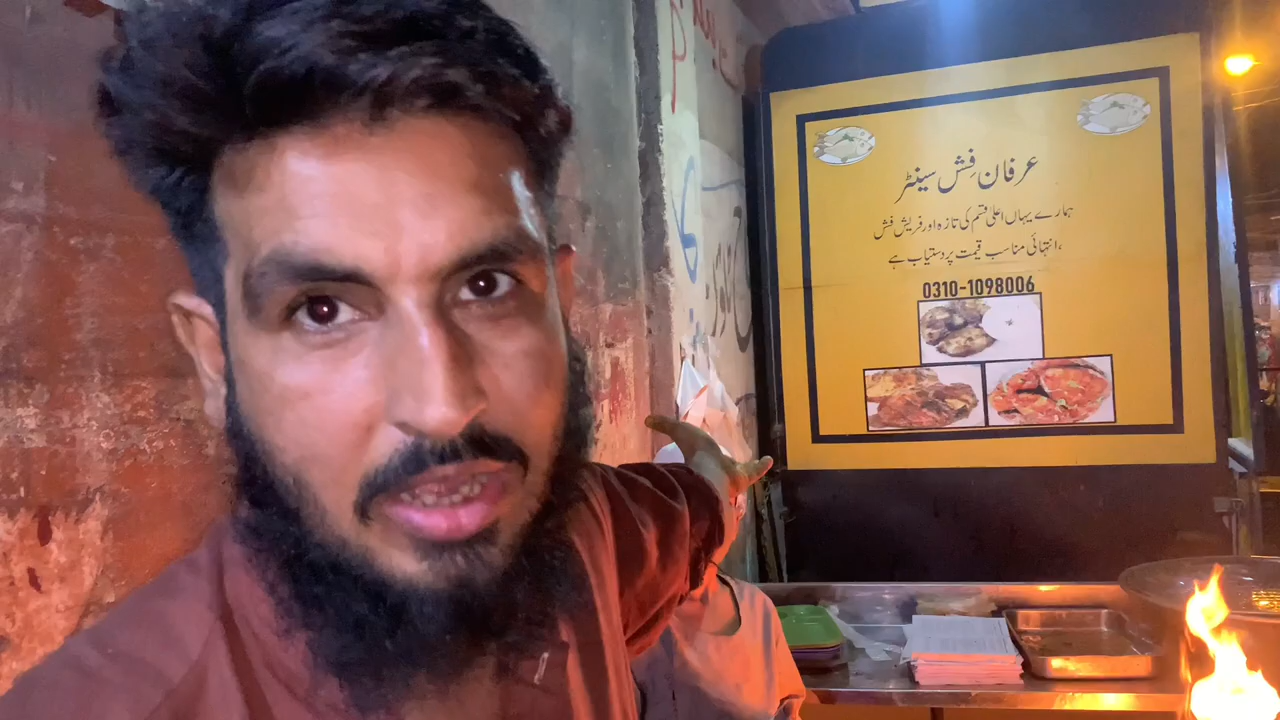 عرفان فِش سینٹر
ہمارے یہاں اعلیٰ قسم کی تازہ اور فریش فش
انتہائی مناسب قیمت پر دستیاب ہے،
0310-1098006